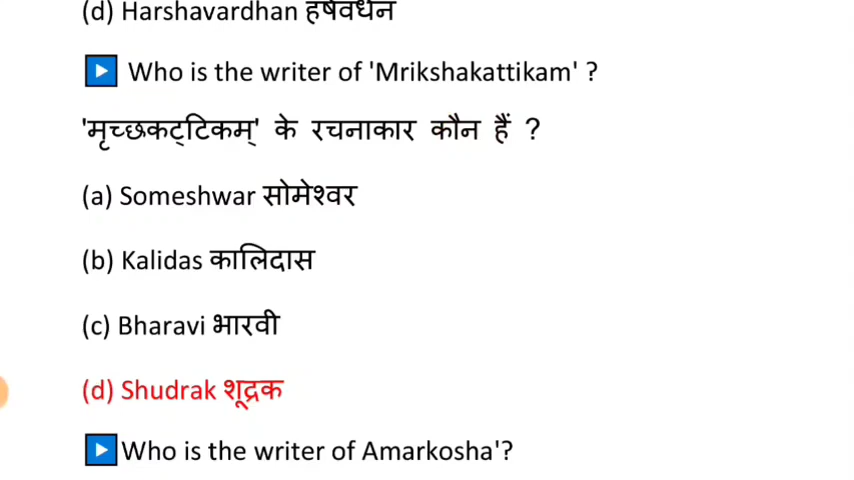 (d) Harshavardhan हर्षवर्धन
Who is the writer of 'Mrikshakattikam' ?
'मृच्छकट्टिकम्' के रचनाकार कौन हैं ?
(a) Someshwar सोमेश्वर
(b) Kalidas कालिदास
(c) Bharavi भारवी
(d) Shudrak शूद्रक
Who is the writer of Amarkosha'?